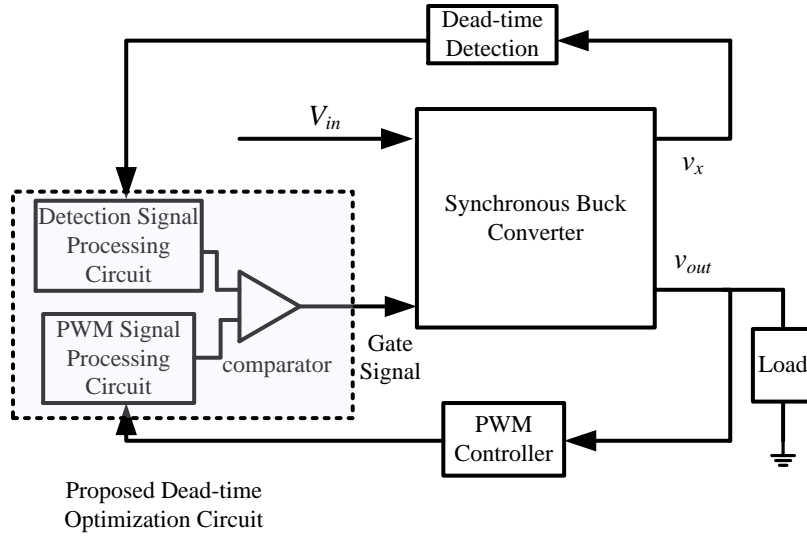 Dead-time
Detection
V_in
v_x
Synchronous Buck
Converter
v_out
Detection Signal
Processing
Circuit
PWM Signal
Processing
Circuit
comparator
Gate
Signal
Load
PWM
Controller
Proposed Dead-time
Optimization Circuit